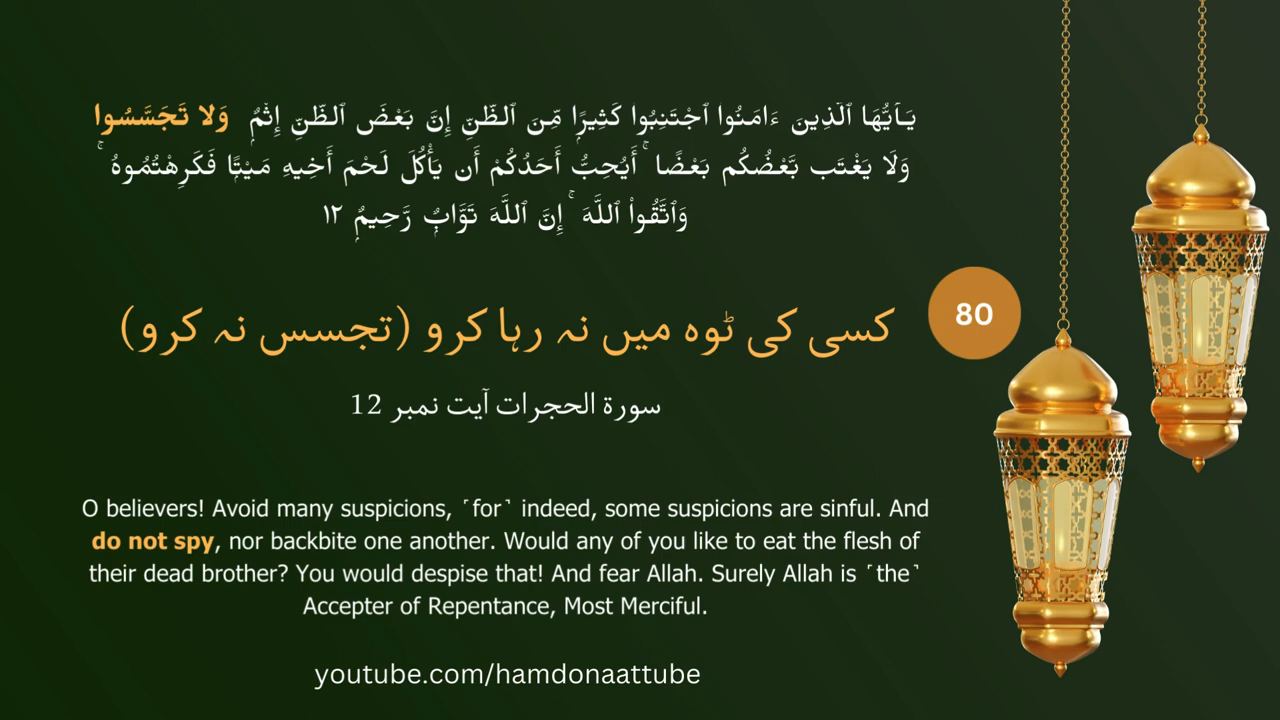 يَـٰٓأَيُّهَا ٱلَّذِينَ ءَامَنُوا ٱجْتَنِبُوا كَثِيرًۭا مِّنَ ٱلظَّنِّ إِنَّ بَعْضَ ٱلظَّنِّ إِثْمٌۭ وَلا تَجَسَّسُوا
وَلَا يَغْتَب بَّعْضُكُم بَعْضًا ۚ أَيُحِبُّ أَحَدُكُمْ أَن يَأْكُلَ لَحْمَ أَخِيهِ مَيْتًۭا فَكَرِهْتُمُوهُ ۚ
وَٱتَّقُوا۟ ٱللَّهَ ۚ إِنَّ ٱللَّهَ تَوَّابٌۭ رَّحِيمٌۭ ١٢
کسی کی ٹوہ میں نہ رہا کرو (تجسس نہ کرو)
80
سورة الحجرات آیت نمبر 12
O believers! Avoid many suspicions, ˹for˺ indeed, some suspicions are sinful. And
do not spy, nor backbite one another. Would any of you like to eat the flesh of
their dead brother? You would despise that! And fear Allah. Surely Allah is ˹the˺
Accepter of Repentance, Most Merciful.
youtube.com/hamdonaattube